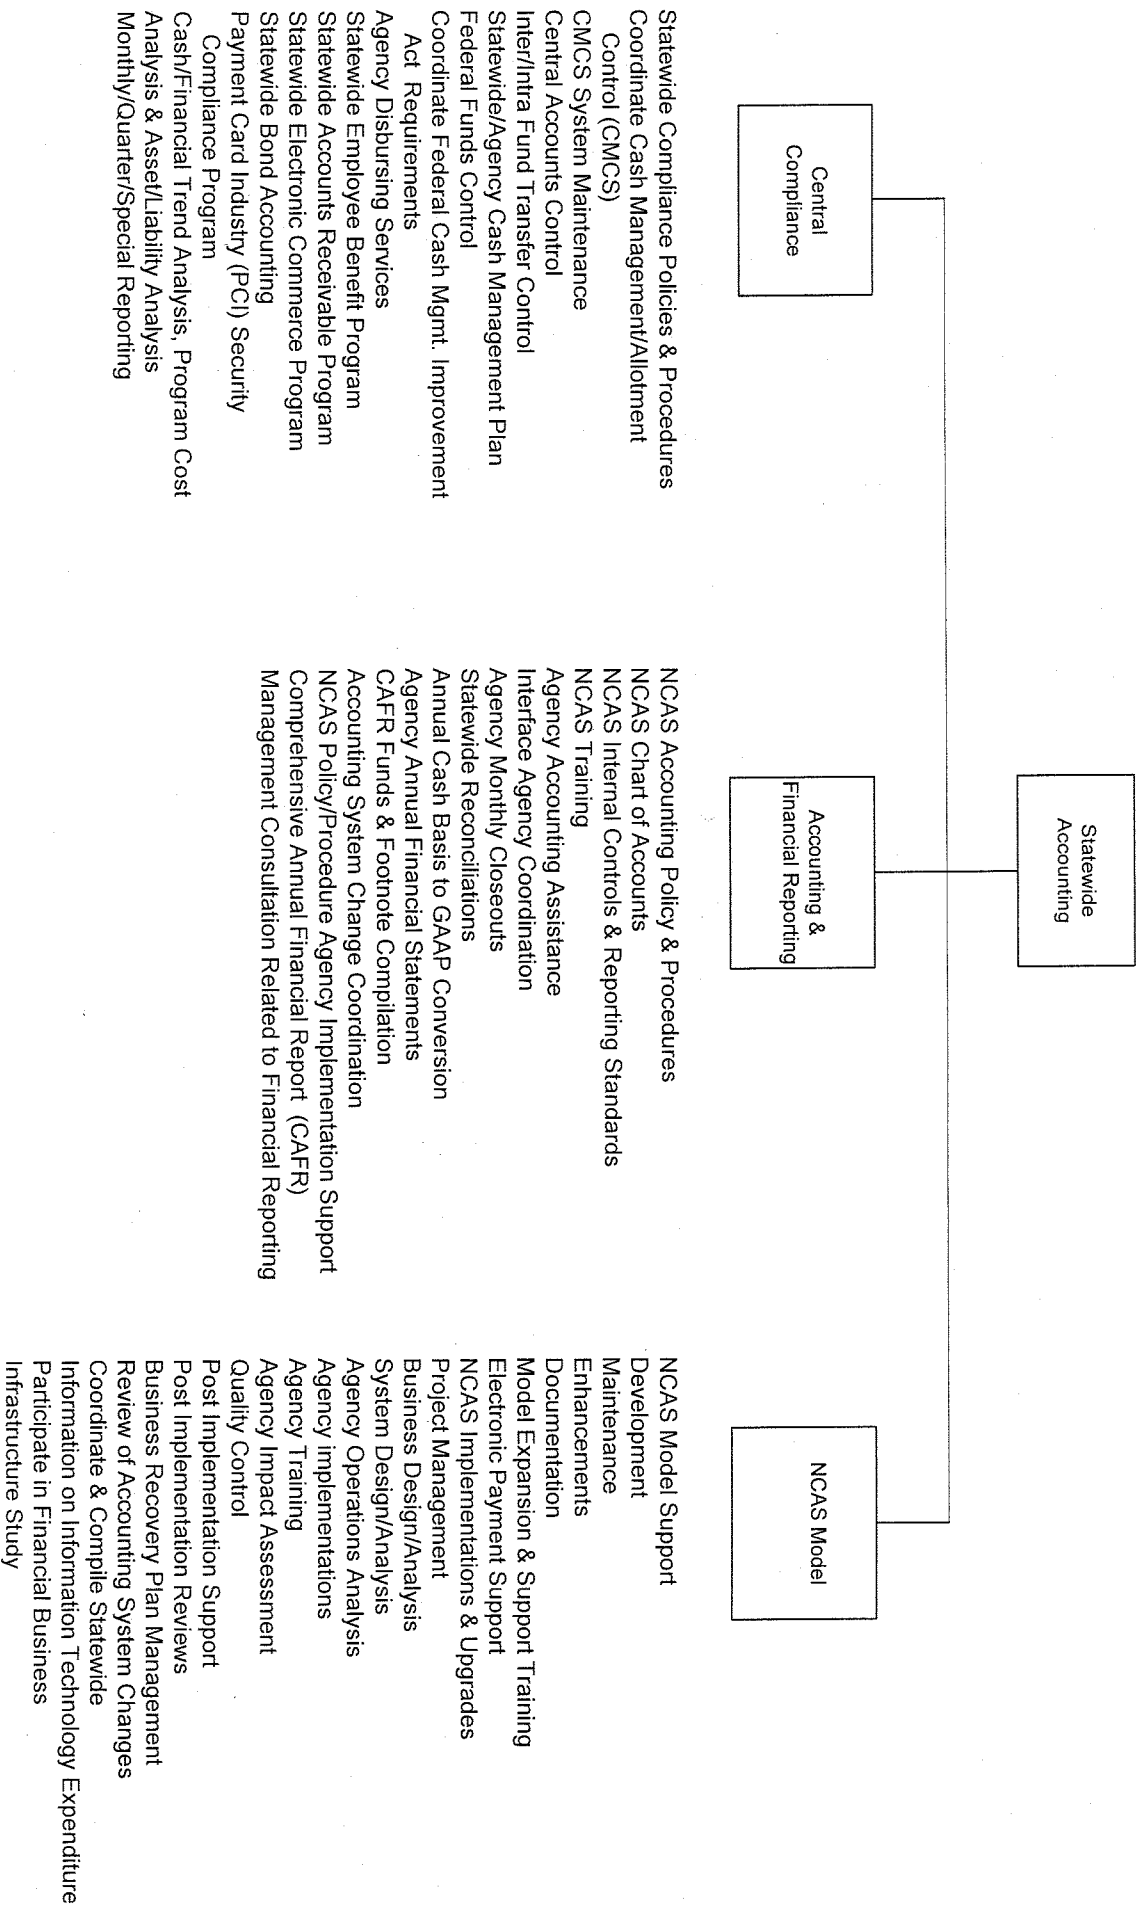 Statewide
Accounting
Central
Compliance
Accounting &
Financial Reporting
NCAS Model
Statewide Compliance Policies & Procedures
Coordinate Cash Management/Allotment
Control (CMCS)
CMCS System Maintenance
Central Accounts Control
Inter/Intra Fund Transfer Control
Statewide/Agency Cash Management Plan
Federal Funds Control
Coordinate Federal Cash Mgmt. Improvement
Act Requirements
Agency Disbursing Services
Statewide Employee Benefit Program
Statewide Accounts Receivable Program
Statewide Electronic Commerce Program
Statewide Bond Accounting
Payment Card Industry (PCI) Security
Compliance Program
Cash/Financial Trend Analysis, Program Cost
Analysis & Asset/Liability Analysis
Monthly/Quarter/Special Reporting
NCAS Accounting Policy & Procedures
NCAS Chart of Accounts
NCAS Internal Controls & Reporting Standards
NCAS Training
Agency Accounting Assistance
Interface Agency Coordination
Agency Monthly Closeouts
Statewide Reconciliations
Annual Cash Basis to GAAP Conversion
Agency Annual Financial Statements
CAFR Funds & Footnote Compilation
Accounting System Change Coordination
NCAS Policy/Procedure Agency Implementation Support
Comprehensive Annual Financial Report (CAFR)
Management Consultation Related to Financial Reporting
NCAS Model Support
Development
Maintenance
Enhancements
Documentation
Model Expansion & Support Training
Electronic Payment Support
NCAS Implementations & Upgrades
Project Management
Business Design/Analysis
System Design/Analysis
Agency Operations Analysis
Agency implementations
Agency Training
Agency Impact Assessment
Quality Control
Post Implementation Support
Post Implementation Reviews
Business Recovery Plan Management
Review of Accounting System Changes
Coordinate & Compile Statewide
Information on Information Technology Expenditure
Participate in Financial Business
Infrastructure Study